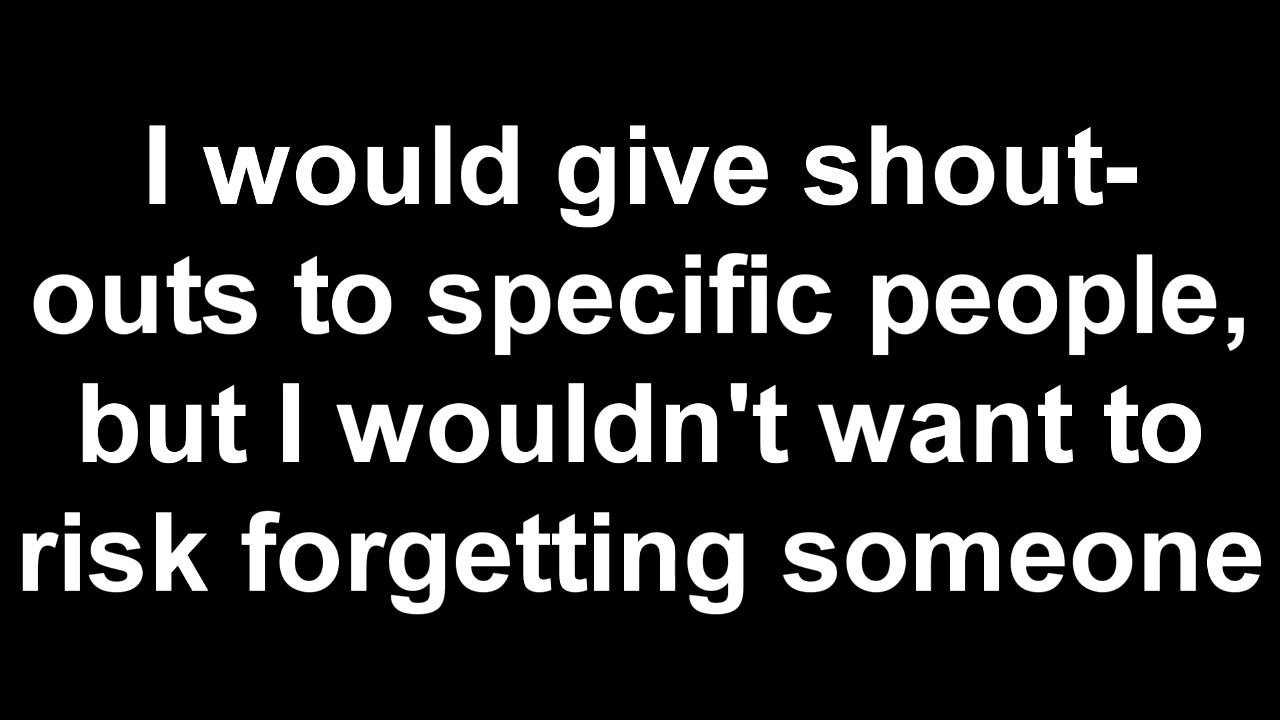 I would give shout-
outs to specific people,
but I wouldn't want to
risk forgetting someone